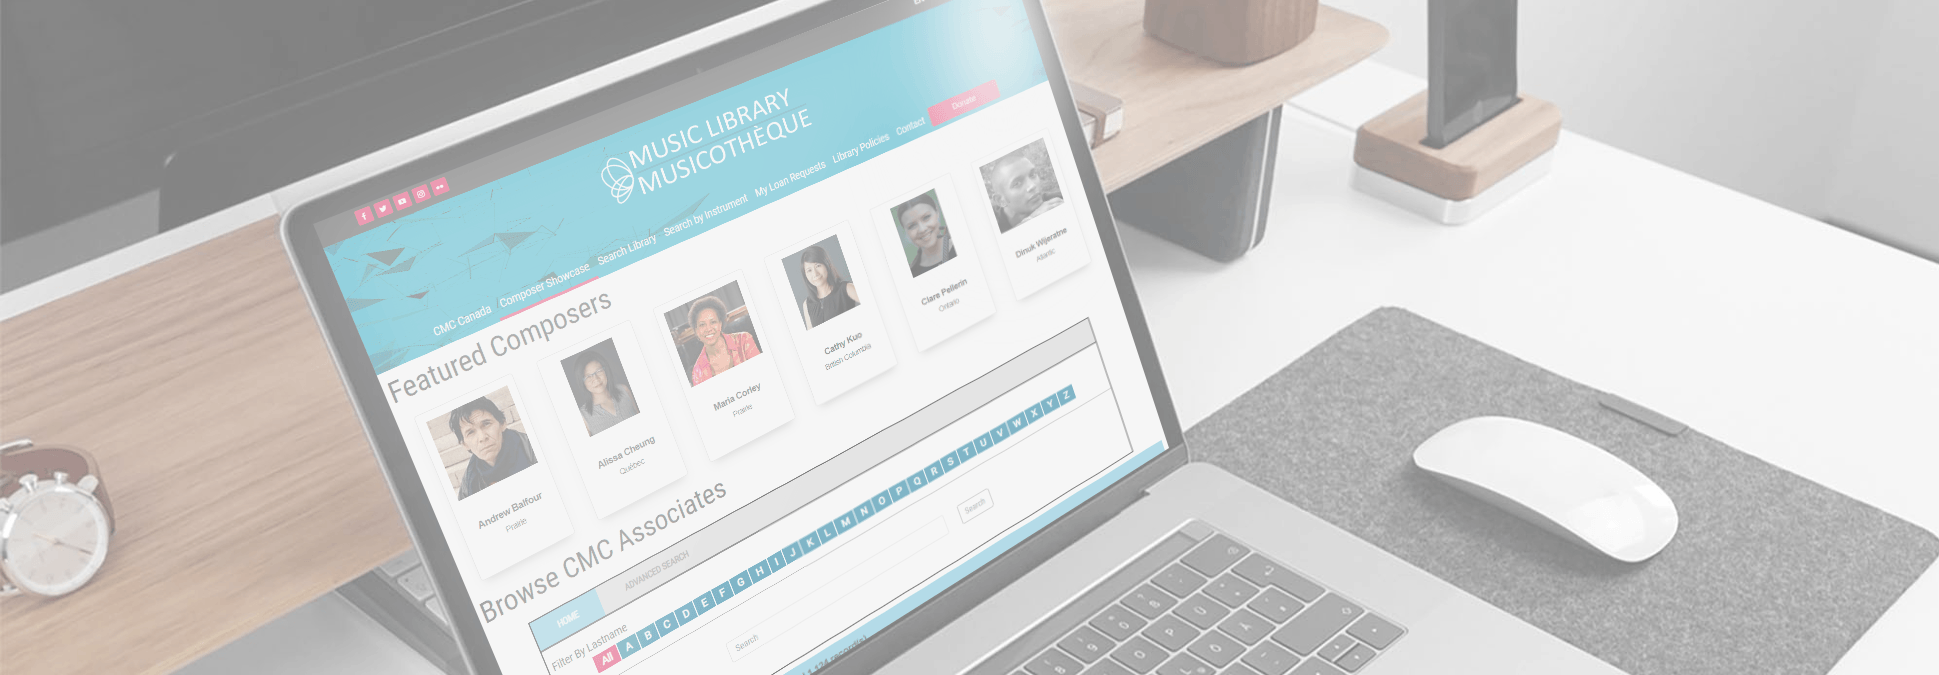 MUSIC LIBRARY
MUSICOTHÈQUE
Donate
CMC Canada Composer Showcase Search Library Search by Instrument My Loan Requests Library Policies Contact
Featured Composers
Andrew Balfour
Prairie
Alissa Cheung
Québec
Maria Corley
Prairie
Cathy Kuo
British Columbia
Clare Pellerin
Ontario
Dinuk Wijeratne
Atlantic
Browse CMC Associates
HOME ADVANCED SEARCH
Filter By Lastname
All A B C D E F G H I J K L M N O P Q R S T U V W X Y Z
Search Search